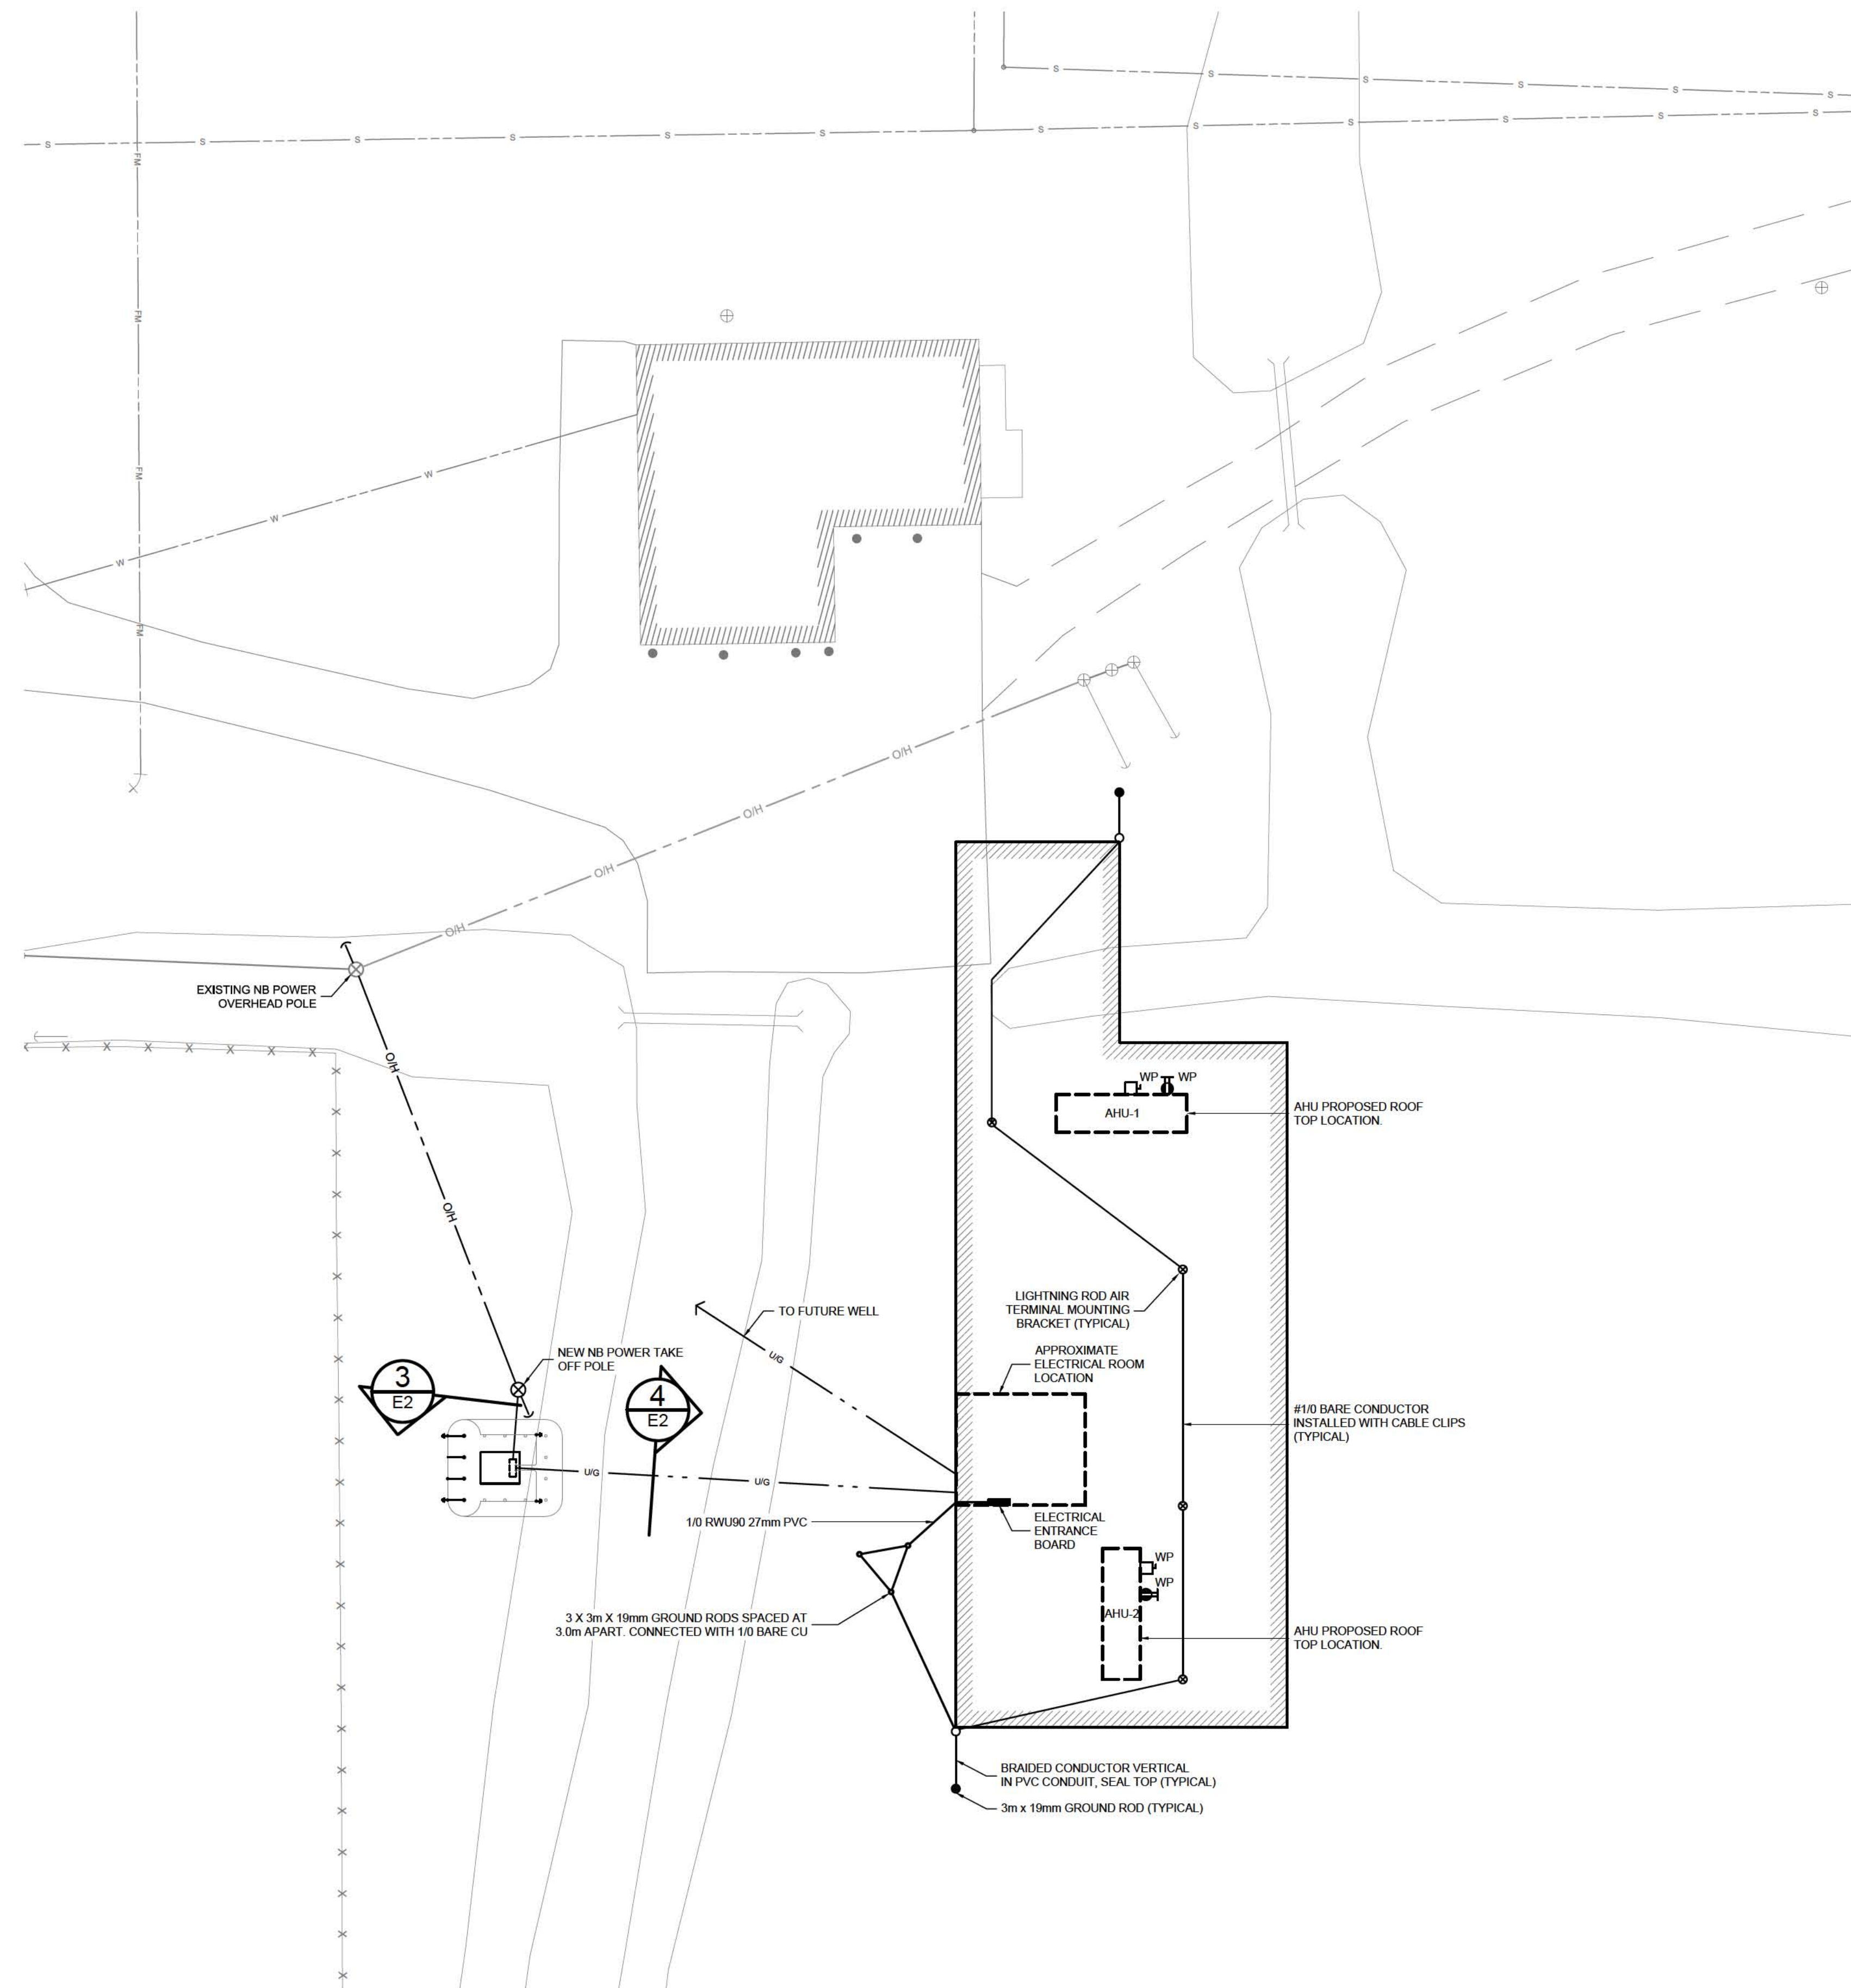 S S S S S S
S S S S S S S S S S S S
FM
FM
FM
FM
W W W
O/H
O/H
O/H
O/H
EXISTING NB POWER
OVERHEAD POLE
O/H
O/H
WP WP
AHU-1
AHU PROPOSED ROOF
TOP LOCATION.
LIGHTNING ROD AIR
TERMINAL MOUNTING
BRACKET (TYPICAL)
TO FUTURE WELL
U/G
NEW NB POWER TAKE
OFF POLE
3
E2
4
E2
APPROXIMATE
ELECTRICAL ROOM
LOCATION
#1/0 BARE CONDUCTOR
INSTALLED WITH CABLE CLIPS
(TYPICAL)
U/G U/G
1/0 RWU90 27mm PVC
ELECTRICAL
ENTRANCE
BOARD
WP
WP
AHU-2
3 X 3m X 19mm GROUND RODS SPACED AT
3.0m APART. CONNECTED WITH 1/0 BARE CU
AHU PROPOSED ROOF
TOP LOCATION.
BRAIDED CONDUCTOR VERTICAL
IN PVC CONDUIT, SEAL TOP (TYPICAL)
3m x 19mm GROUND ROD (TYPICAL)